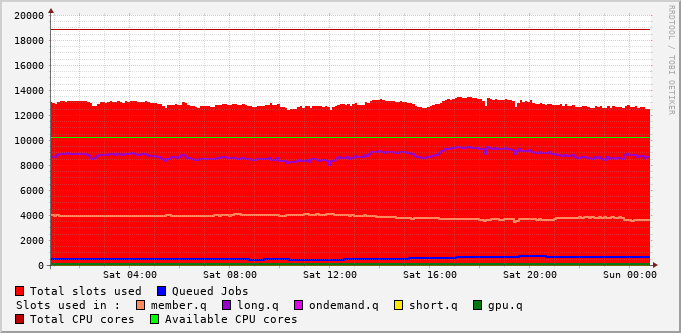 RRDTOOL / TOBI OETIKER
20000
18000
16000
14000
12000
10000
8000
6000
4000
2000
0
Sat 04:00 Sat 08:00 Sat 12:00 Sat 16:00 Sat 20:00 Sun 00:00
Total slots used Queued Jobs
Slots used in : member.q long.q ondemand.q short.q gpu.q
Total CPU cores Available CPU cores